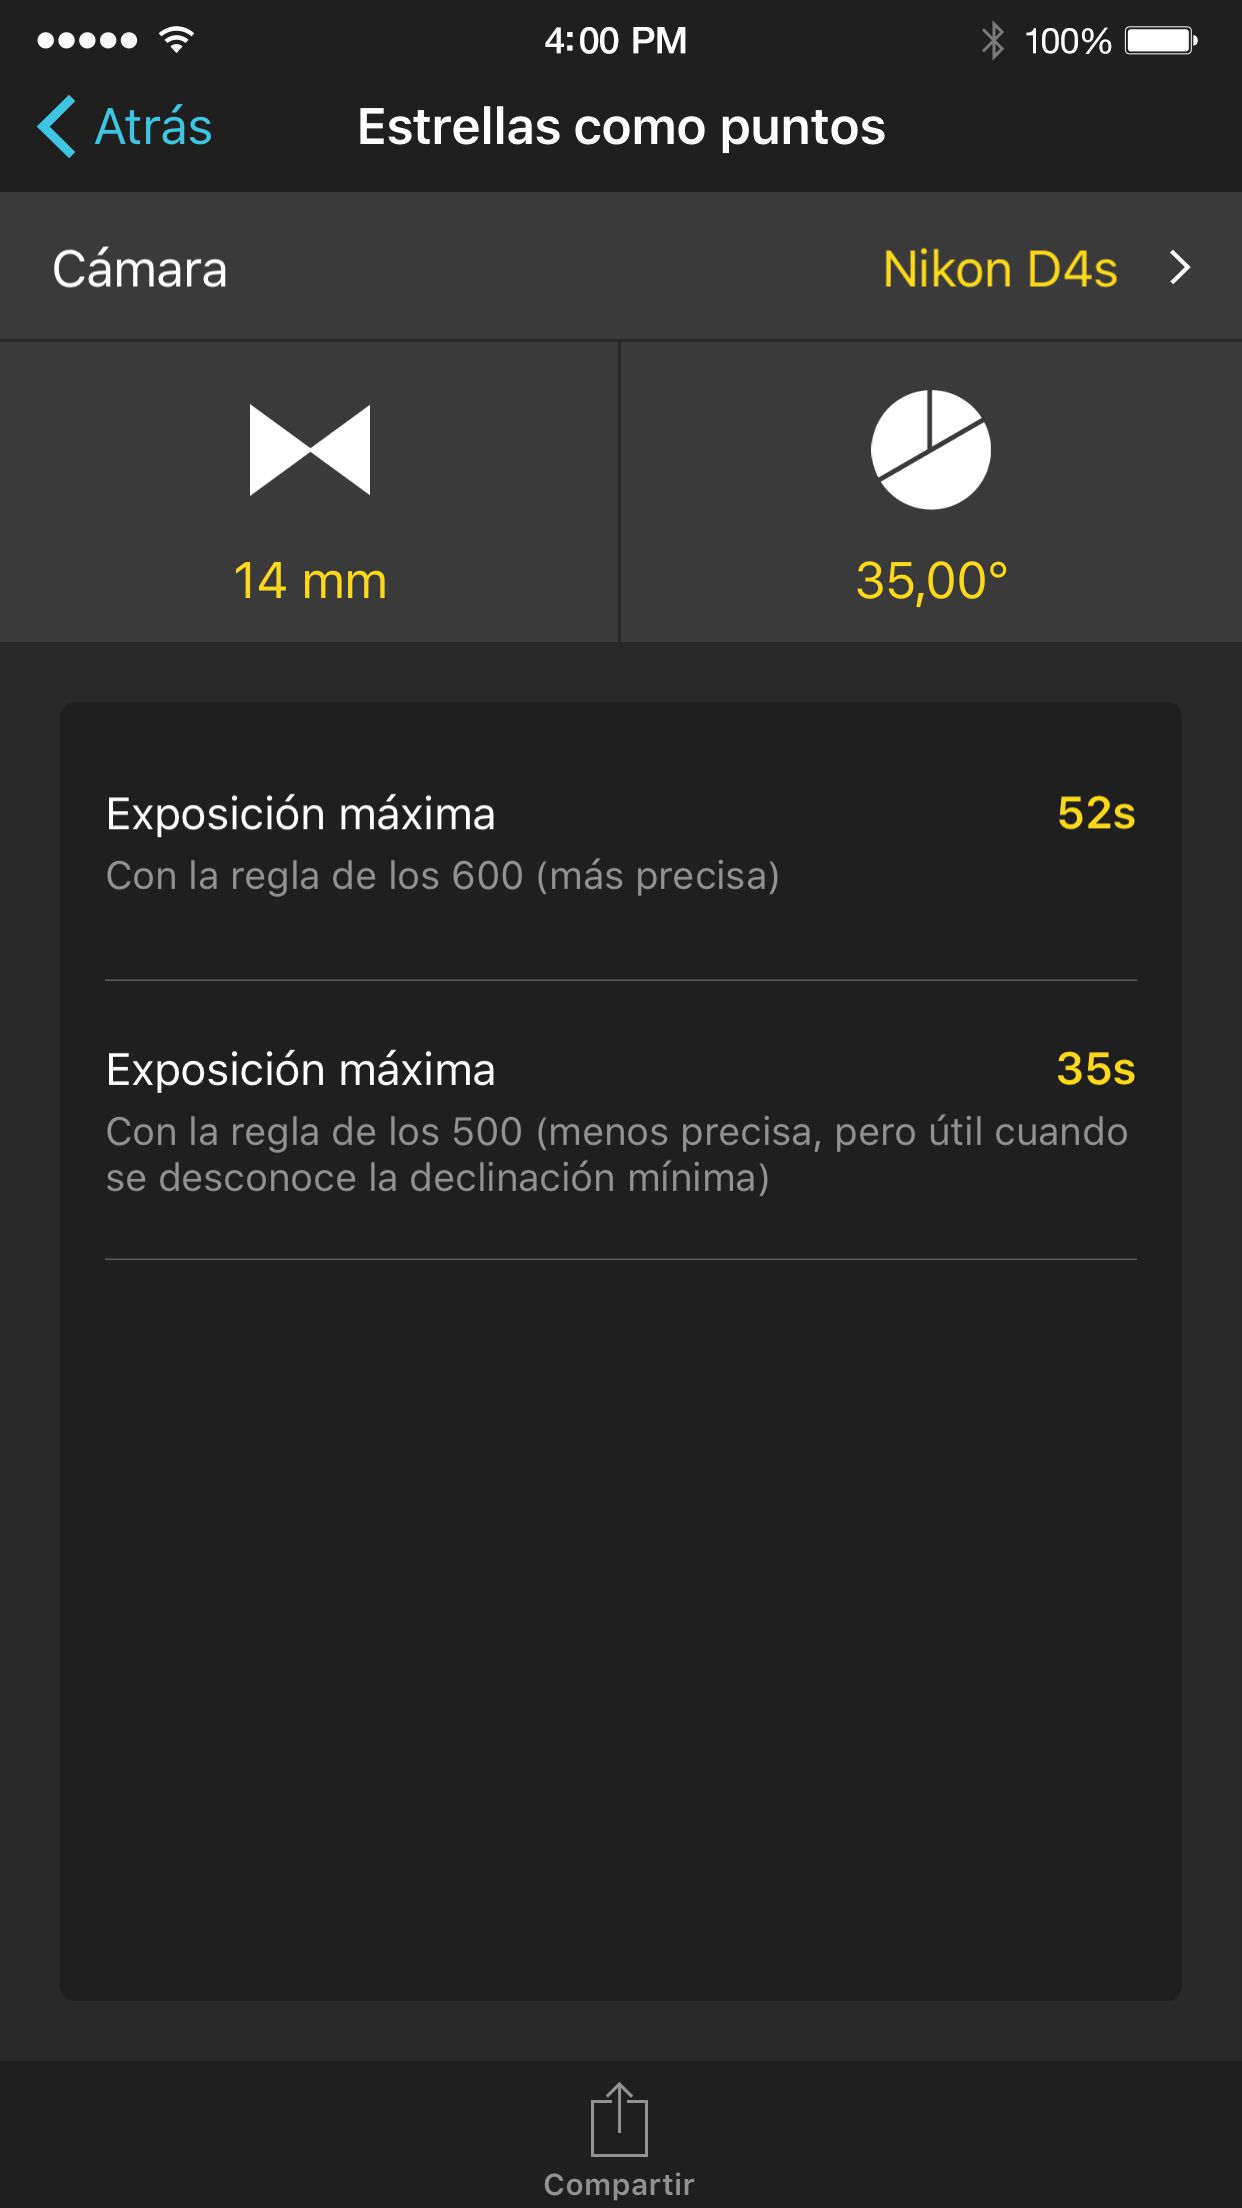 4:00 PM
100%
Atrás
Estrellas como puntos
Cámara
Nikon D4s
14 mm
35,00°
Exposición máxima
52s
Con la regla de los 600 (más precisa)
Exposición máxima
35s
Con la regla de los 500 (menos precisa, pero útil cuando
se desconoce la declinación mínima)
Compartir